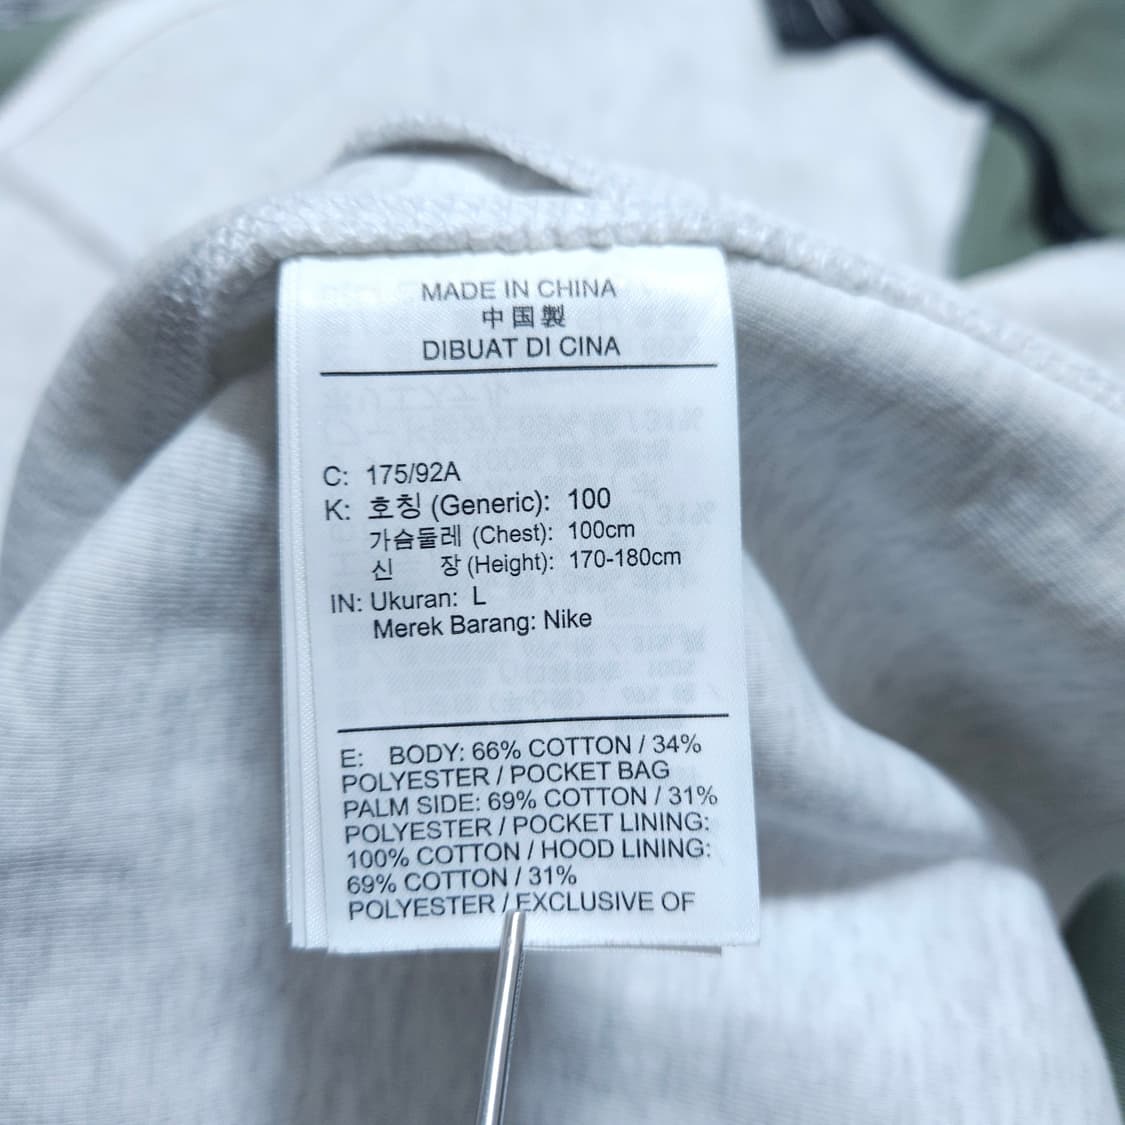 MADE IN CHINA
中国製
DIBUAT DI CINA
C: 175/92A
K: 호칭 (Generic): 100
가슴둘레 (Chest): 100cm
신 장 (Height): 170-180cm
IN: Ukuran: L
Merek Barang: Nike
E: BODY: 66% COTTON / 34%
POLYESTER / POCKET BAG
PALM SIDE: 69% COTTON / 31%
POLYESTER / POCKET LINING:
100% COTTON / HOOD LINING:
69% COTTON / 31%
POLYESTER / EXCLUSIVE OF